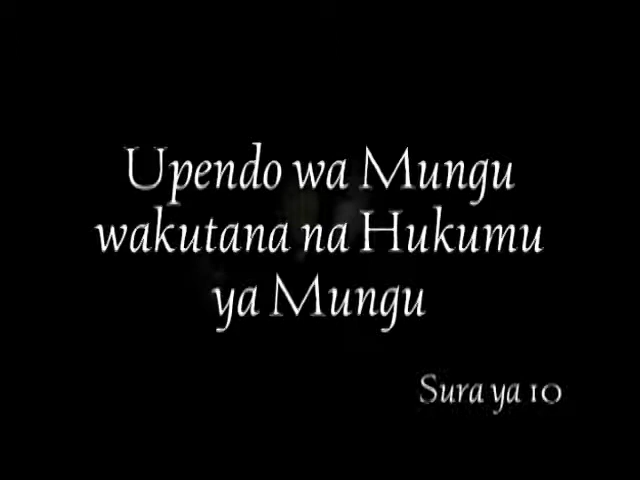 Upendo wa Mungu
wakutana na Hukumu
ya Mungu
Sura ya 10